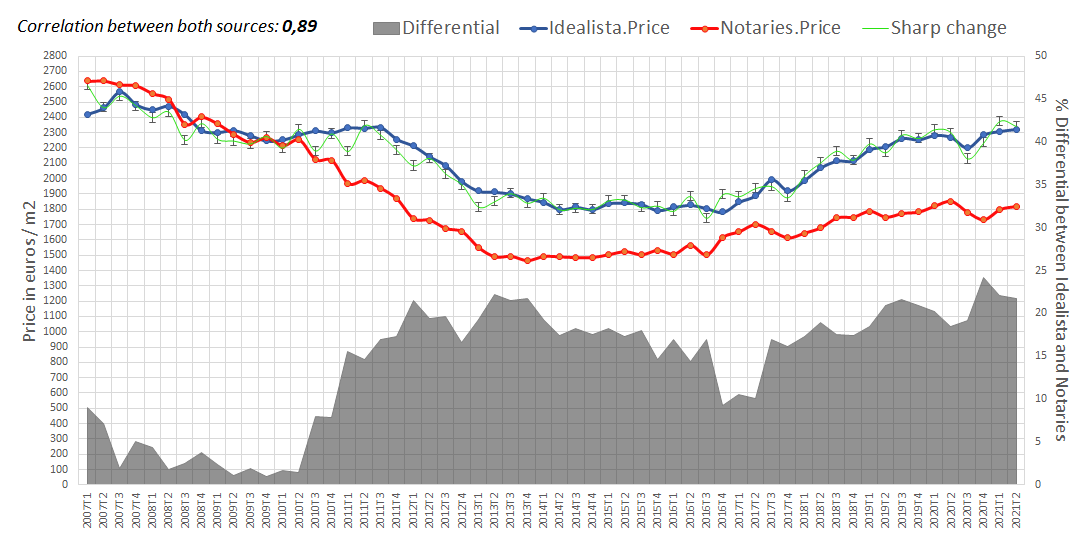 Correlation between both sources: 0,89
Differential
Idealista.Price
Notaries.Price
Sharp change
Price in euros / m2
2800
2700
2600
2500
2400
2300
2200
2100
2000
1900
1800
1700
1600
1500
1400
1300
1200
1100
1000
900
800
700
600
500
400
300
200
100
0
50
45
40
35
30
25
20
15
10
5
0
% Differential between Idealista and Notaries
2007T1
2007T2
2007T3
2007T4
2008T1
2008T2
2008T3
2008T4
2009T1
2009T2
2009T3
2009T4
2010T1
2010T2
2010T3
2010T4
2011T1
2011T2
2011T3
2011T4
2012T1
2012T2
2012T3
2012T4
2013T1
2013T2
2013T3
2013T4
2014T1
2014T2
2014T3
2014T4
2015T1
2015T2
2015T3
2015T4
2016T1
2016T2
2016T3
2016T4
2017T1
2017T2
2017T3
2017T4
2018T1
2018T2
2018T3
2018T4
2019T1
2019T2
2019T3
2019T4
2020T1
2020T2
2020T3
2020T4
2021T1
2021T2